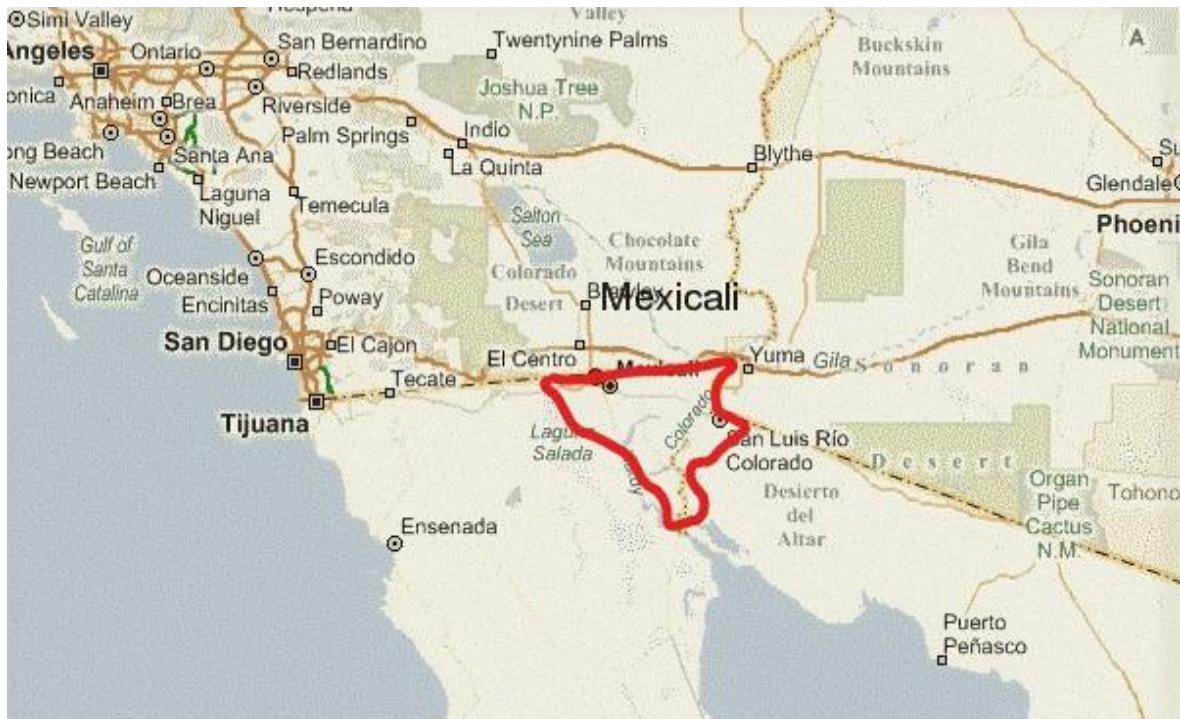 Simi Valley
Valley
Twentynine Palms
Buckskin
Mountains
A
Angeles
Ontario
San Bernardino
Redlands
Joshua Tree
N.P.
onica
Anaheim
Brea
Riverside
Palm Springs
Indio
La Quinta
Blythe
ong Beach
Santa Ana
Newport Beach
Laguna
Niguel
Temecula
Glendale
Phoeni
Gulf of
Santa
Catalina
Salton
Sea
Chocolate
Mountains
Gila
Bend
Mountains
Oceanside
Escondido
Encinitas
Poway
Colorado
Desert
Mexicali
Sonoran
Desert
National
Monument
San Diego
El Cajon
El Centro
Yuma
Gila
Sonoran
Tecate
Mexicali
Tijuana
Colorado
Salada
San Luis Río
Colorado
Desert
Desierto
del
Altar
Organ
Pipe
Cactus
N.M.
Tohono
Ensenada
Puerto
Peñasco